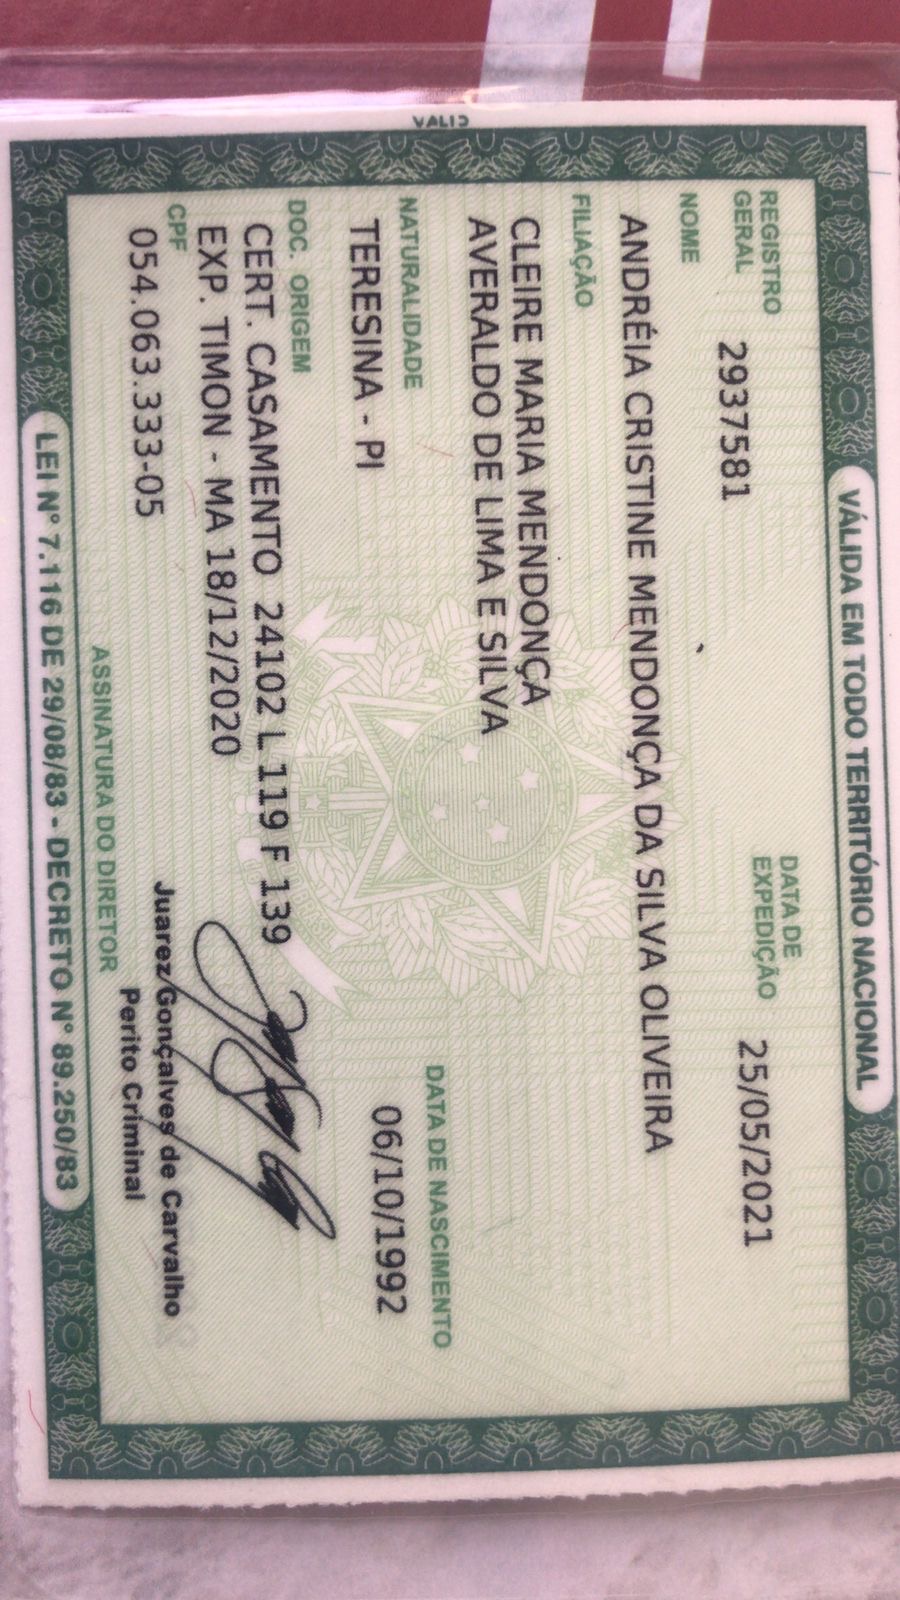 VALID
VÁLIDA EM TODO TERRITÓRIO NACIONAL
REGISTRO GERAL 2937581 DATA DE EXPEDIÇÃO 25/05/2021
NOME
ANDRÉIA CRISTINE MENDONÇA DA SILVA OLIVEIRA
FILIAÇÃO
CLEIRE MARIA MENDONÇA
AVERALDO DE LIMA E SILVA
NATURALIDADE DATA DE NASCIMENTO
TERESINA - PI 06/10/1992
DOC. ORIGEM
CERT. CASAMENTO 24102 L 119 F 139
EXP. TIMON - MA 18/12/2020
CPF
054.063.333-05
Juarez Gonçalves de Carvalho
Perito Criminal
ASSINATURA DO DIRETOR
LEI Nº 7.116 DE 29/08/83 - DECRETO Nº 89.250/83